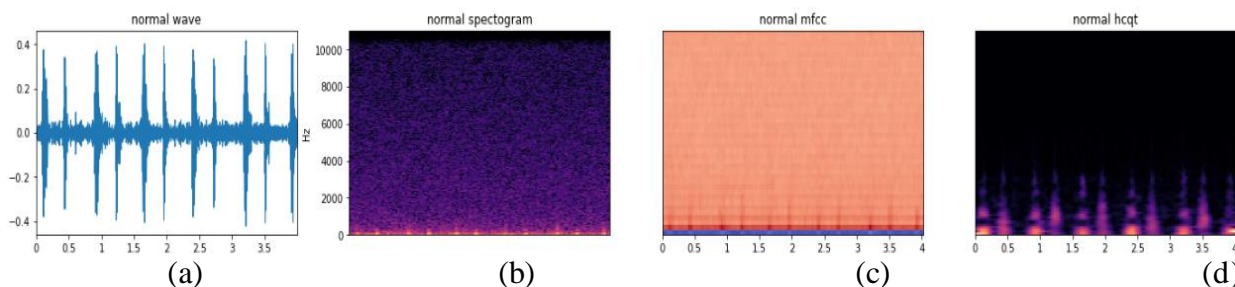 normal wave
0.4
0.2
0.0
−0.2
−0.4
0 0.5 1 1.5 2 2.5 3 3.5
(a)
normal spectogram
Hz
10000
8000
6000
4000
2000
0
(b)
normal mfcc
0 0.5 1 1.5 2 2.5 3 3.5 4
(c)
normal hcqt
0 0.5 1 1.5 2 2.5 3 3.5 4
(d)